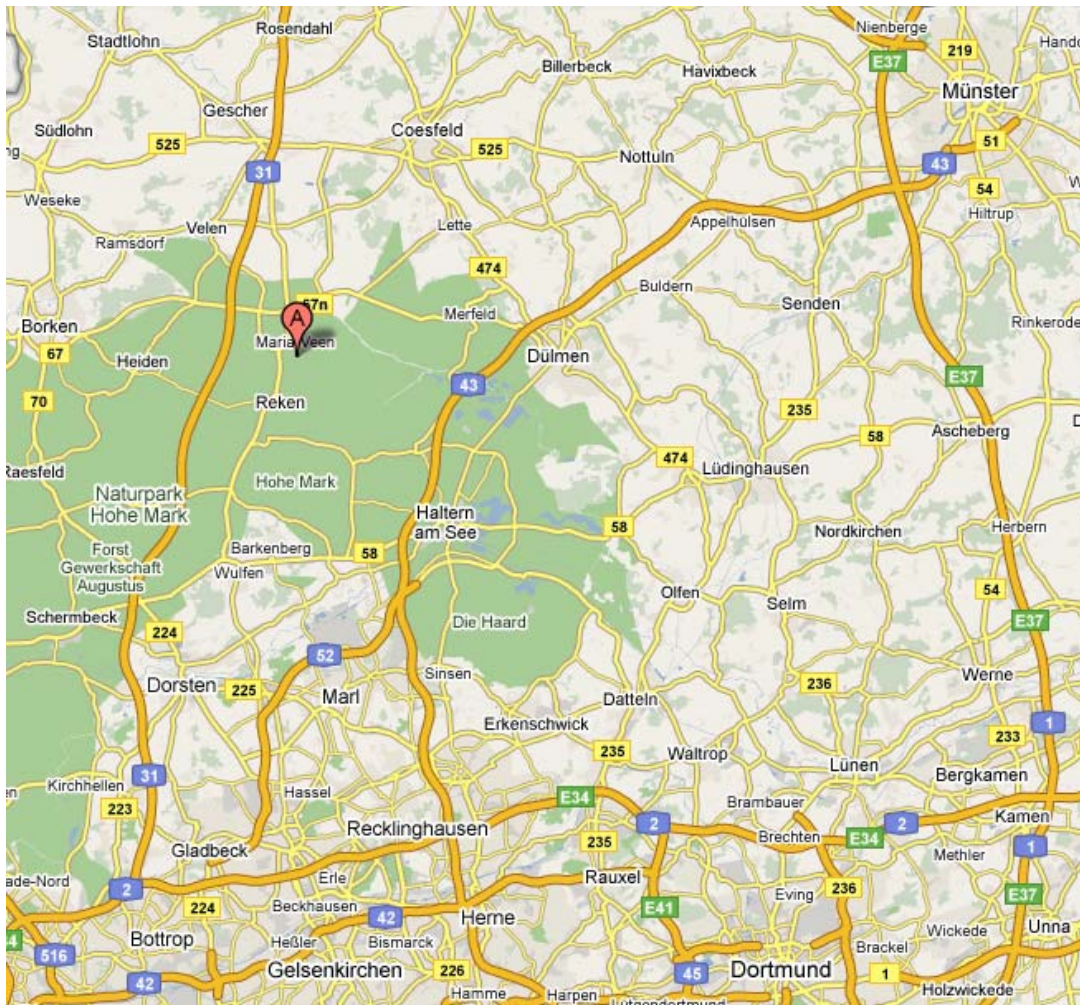 Rosendahl
Nienberge
Stadtlohn
219
Hando
Billerbeck
Havixbeck
E37
Münster
Gescher
Südlohn
525
Coesfeld
525
51
Nottuln
31
43
54
Weseke
Hiltrup
Appelhülsen
Velen
Lette
Ramsdorf
474
Buldern
Senden
67n
Merfeld
Borken
A
Rinkerode
Maria Veen
67
Heiden
Dülmen
E37
43
70
Reken
235
58
Ascheberg
Raesfeld
474
Lüdinghausen
Hohe Mark
Naturpark
Hohe Mark
Haltern
am See
58
Nordkirchen
Herbern
Barkenberg
58
Forst
Gewerkschaft
Augustus
Wulfen
54
Olfen
Selm
Schermbeck
Die Haard
E37
224
52
Sinsen
Werne
Dorsten
225
236
Marl
Datteln
Erkenschwick
1
233
235
Waltrop
Lünen
31
Bergkamen
Kirchhellen
Hassel
E34
223
Brambauer
Kamen
Recklinghausen
2
2
Brechten
E34
235
1
Gladbeck
Methler
Erle
Rauxel
ade-Nord
2
236
Eving
E37
Beckhausen
224
42
Herne
E41
Wickede
Unna
Bottrop
Heßler
Bismarck
Brackel
516
Gelsenkirchen
226
45
Dortmund
1
42
Hamme
Harpen
Lütgendortmund
Holzwickede